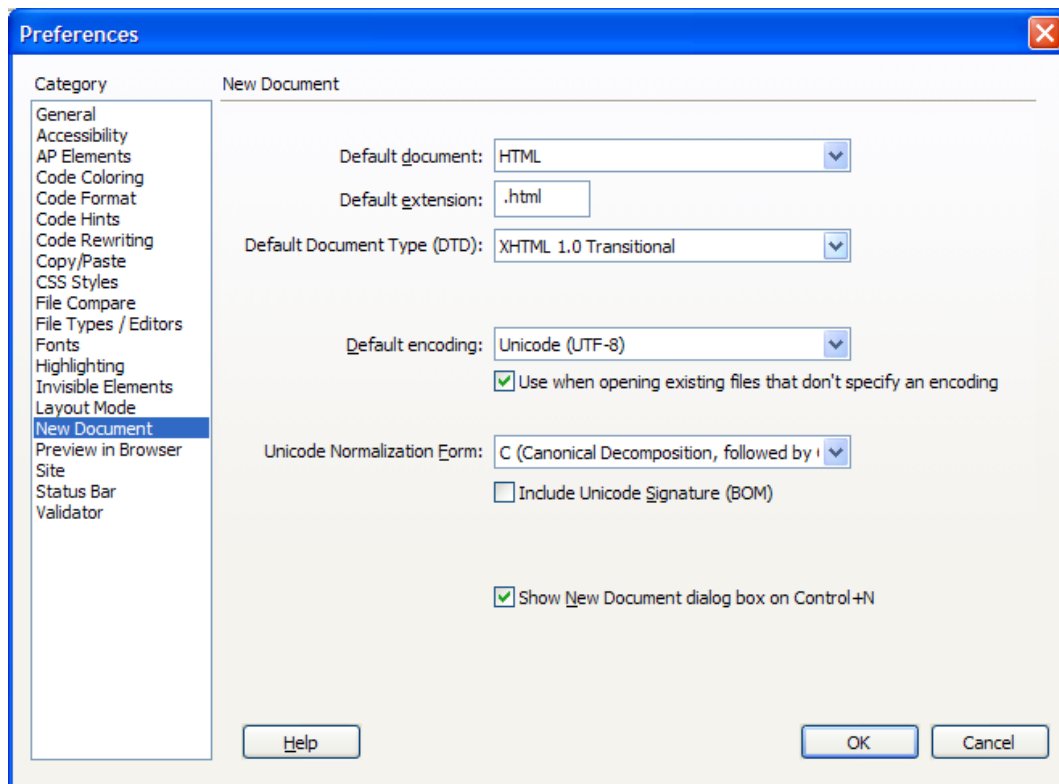 Preferences
Category
General
Accessibility
AP Elements
Code Coloring
Code Format
Code Hints
Code Rewriting
Copy/Paste
CSS Styles
File Compare
File Types / Editors
Fonts
Highlighting
Invisible Elements
Layout Mode
New Document
Preview in Browser
Site
Status Bar
Validator
New Document
Default document: HTML
Default extension: .html
Default Document Type (DTD): XHTML 1.0 Transitional
Default encoding: Unicode (UTF-8)
Use when opening existing files that don't specify an encoding
Unicode Normalization Form: C (Canonical Decomposition, followed by
Include Unicode Signature (BOM)
Show New Document dialog box on Control+N
Help OK Cancel